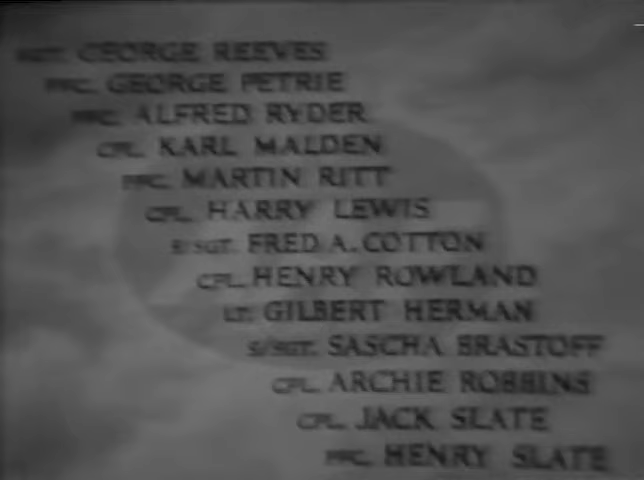 SGT. GEORGE REEVES
PFC. GEORGE PETRIE
PFC. ALFRED RYDER
CPL. KARL MALDEN
PFC. MARTIN RITT
CPL. HARRY LEWIS
S/SGT. FRED A. COTTON
CPL. HENRY ROWLAND
LT. GILBERT HERMAN
S/SGT. SASCHA BRASTOFF
CPL. ARCHIE ROBBINS
CPL. JACK SLATE
PFC. HENRY SLATE